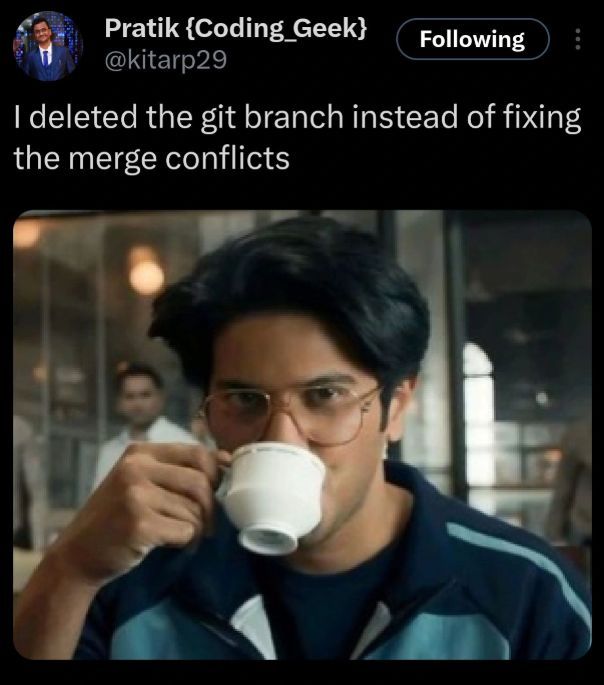 Pratik {Coding_Geek}
Following
@kitarp29
I deleted the git branch instead of fixing
the merge conflicts